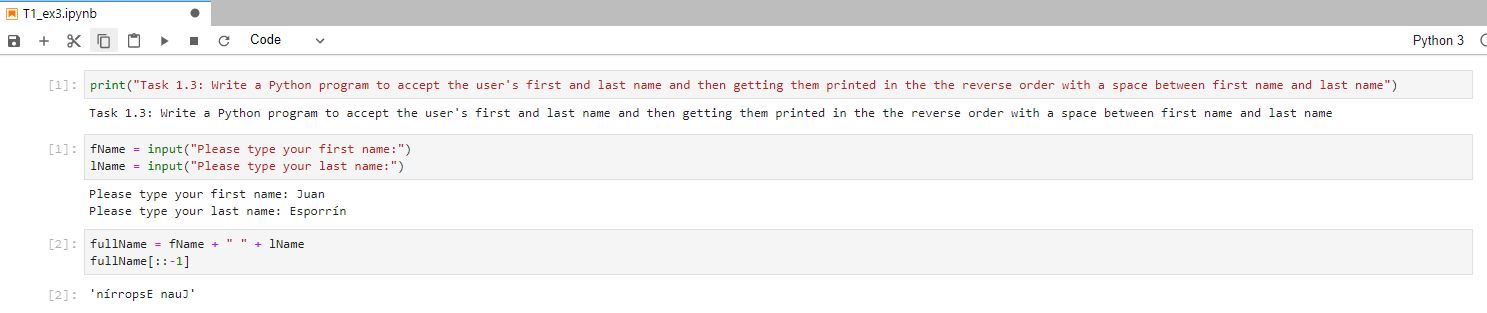 T1_ex3.ipynb
Code
Python 3
[1]: print("Task 1.3: Write a Python program to accept the user's first and last name and then getting them printed in the the reverse order with a space between first name and last name")
Task 1.3: Write a Python program to accept the user's first and last name and then getting them printed in the the reverse order with a space between first name and last name
[1]: fName = input("Please type your first name:")
lName = input("Please type your last name:")
Please type your first name: Juan
Please type your last name: Esporrín
[2]: fullName = fName + " " + lName
fullName[::-1]
[2]: 'nírropsE nauJ'